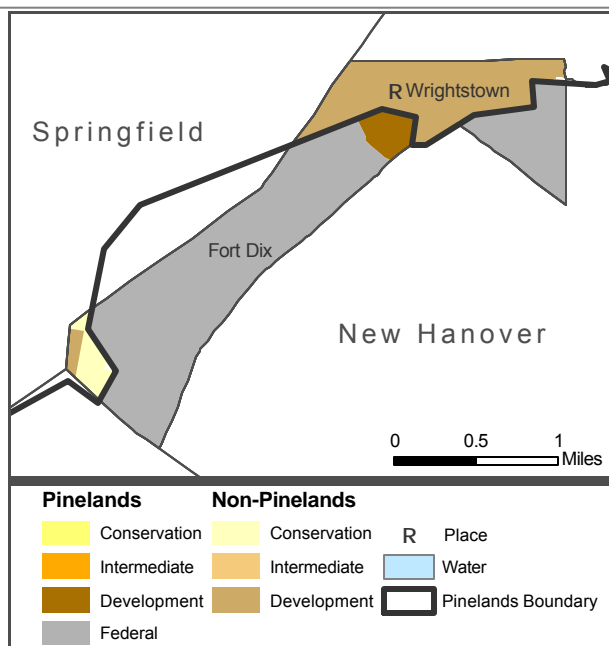 R Wrightstown
Springfield
Fort Dix
New Hanover
0 0.5 1
Miles
Pinelands Non-Pinelands
Conservation Conservation R Place
Intermediate Intermediate Water
Development Development Pinelands Boundary
Federal